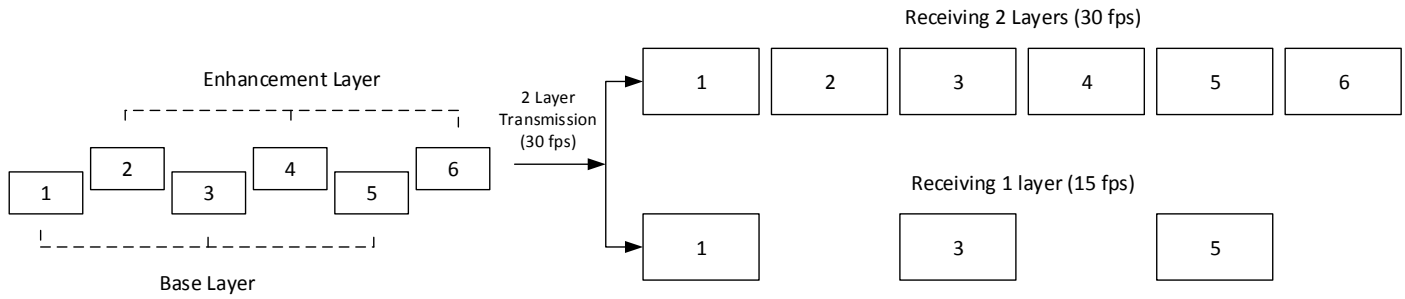 Receiving 2 Layers (30 fps)
1
2
3
4
5
6
Enhancement Layer
2 Layer
Transmission
(30 fps)
2
4
6
1
3
5
Base Layer
Receiving 1 layer (15 fps)
1
3
5